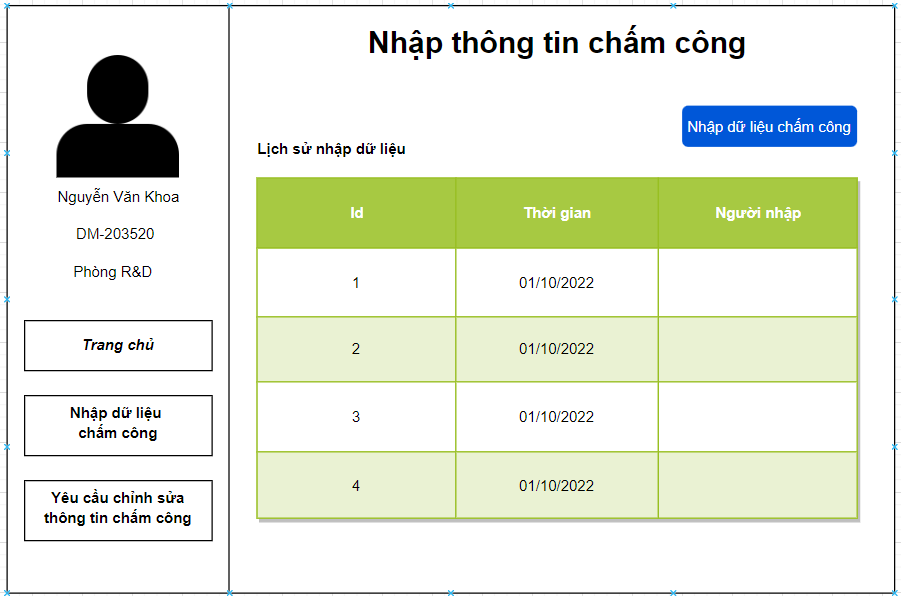 Nhập thông tin chấm công
Nguyễn Văn Khoa
DM-203520
Phòng R&D
Trang chủ
Nhập dữ liệu
chấm công
Yêu cầu chỉnh sửa
thông tin chấm công
Nhập dữ liệu chấm công
Lịch sử nhập dữ liệu
Id Thời gian Người nhập
1 01/10/2022
2 01/10/2022
3 01/10/2022
4 01/10/2022